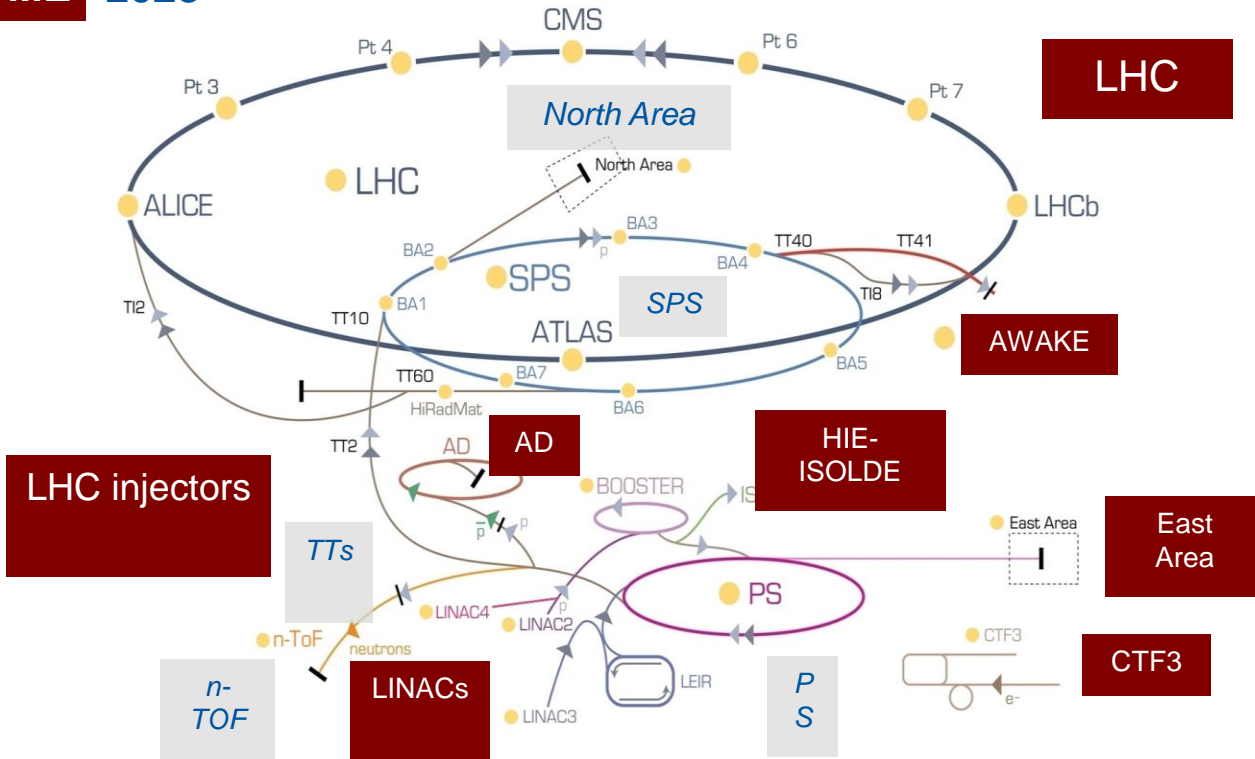 CMS
Pt 4
Pt 6
LHC
Pt 3
Pt 7
North Area
North Area
LHC
ALICE
LHCb
BA3
TT40
TT41
BA2
p
BA4
SPS
TI8
TI2
BA1
SPS
TT10
ATLAS
AWAKE
BA5
TT60
BA7
HiRadMat
BA6
TT2
AD
AD
HIE-
ISOLDE
LHC injectors
BOOSTER
East Area
East
Area
p
p
TTs
PS
LINAC4
p
LINAC2
n-ToF
neutrons
CTF3
CTF3
LINACs
LEIR
n-
TOF
P
S
e-
LINAC3